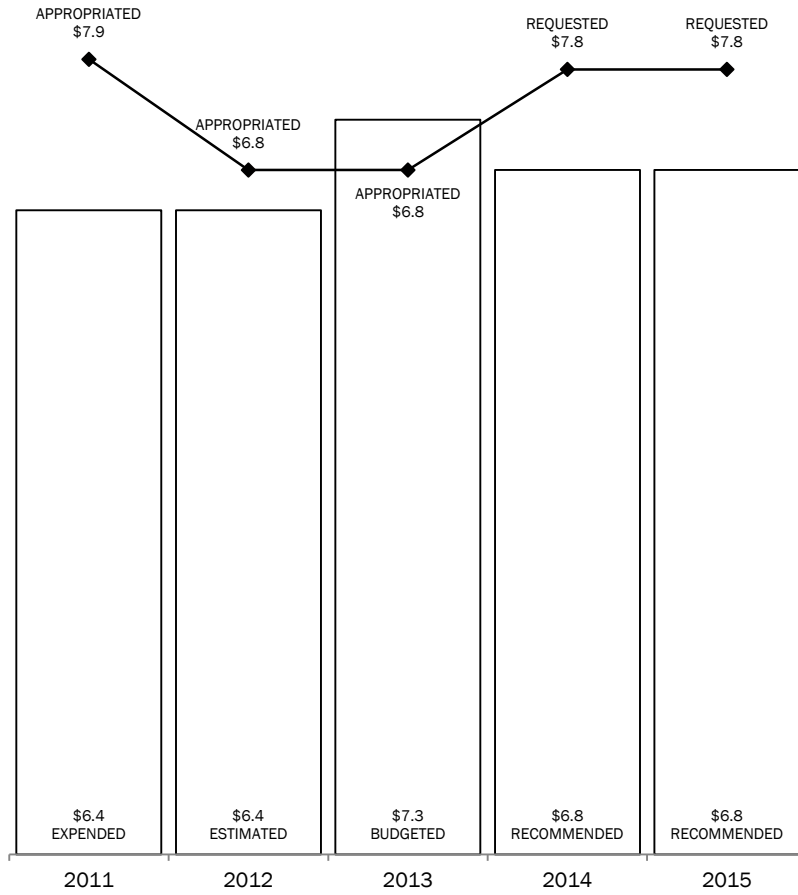 APPROPRIATED
$7.9
REQUESTED
$7.8
REQUESTED
$7.8
APPROPRIATED
$6.8
APPROPRIATED
$6.8
$6.4
EXPENDED
$6.4
ESTIMATED
$7.3
BUDGETED
$6.8
RECOMMENDED
$6.8
RECOMMENDED
2011
2012
2013
2014
2015